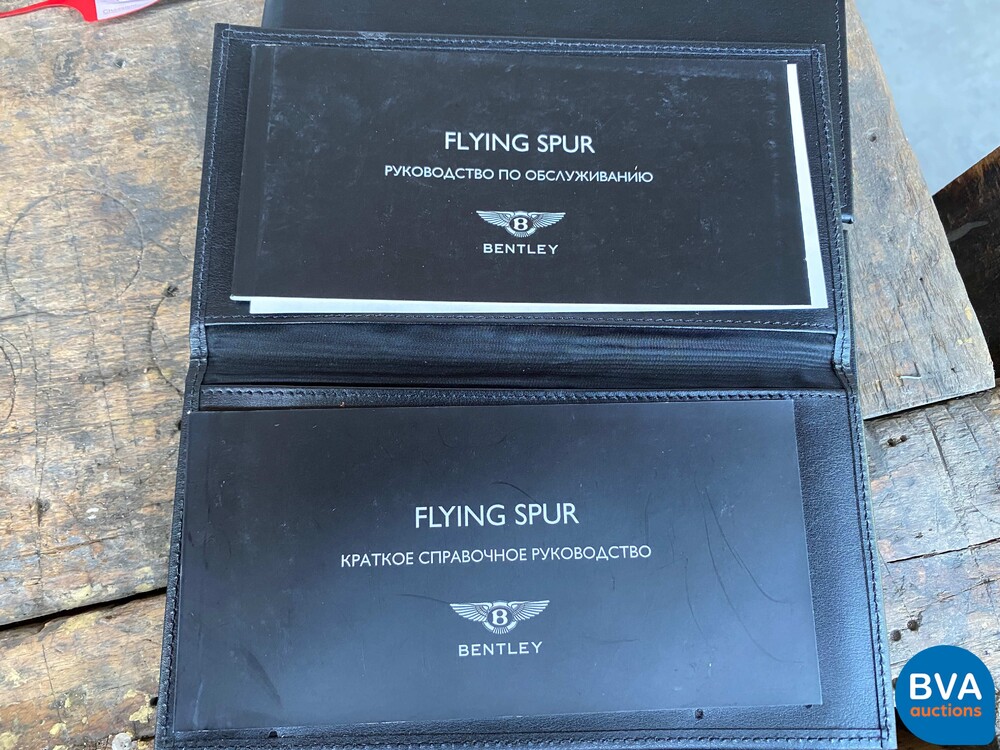 FLYING SPUR
РУКОВОДСТВО ПО ОБСЛУЖИВАНИЮ
B
BENTLEY
FLYING SPUR
КРАТКОЕ СПРАВОЧНОЕ РУКОВОДСТВО
B
BENTLEY
BVA
auctions